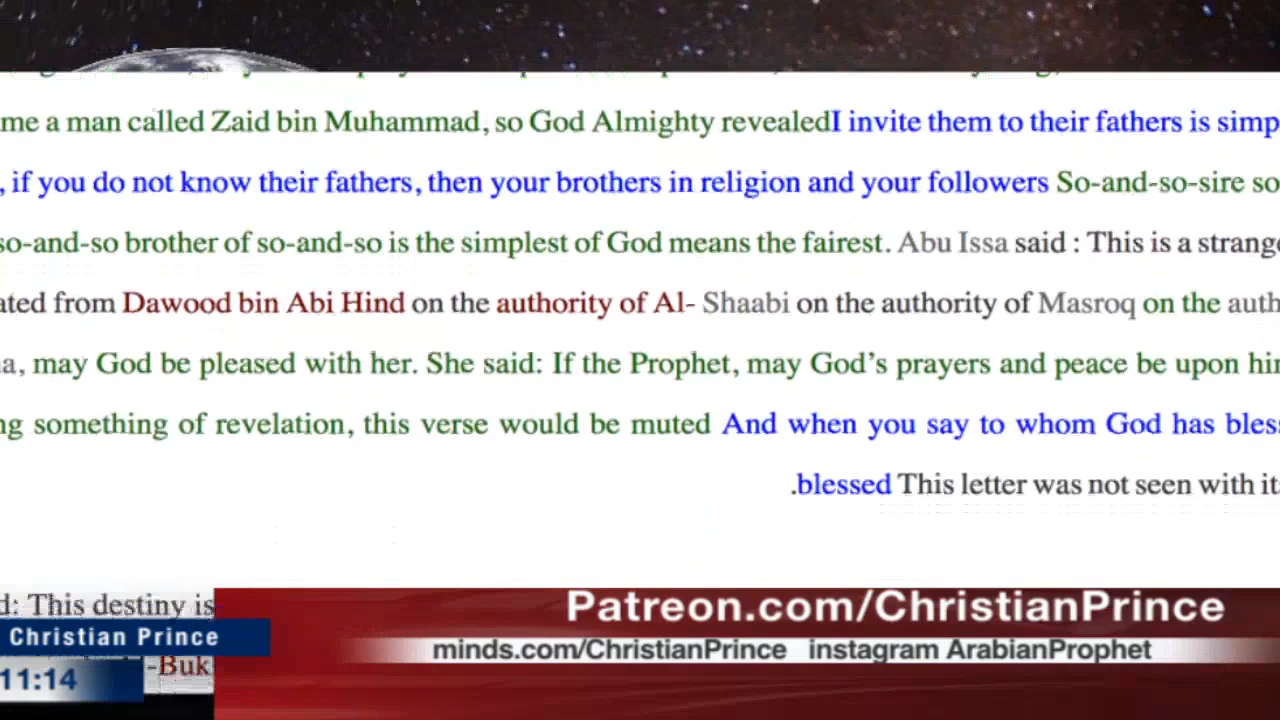 me a man called Zaid bin Muhammad, so God Almighty revealedI invite them to their fathers is simp
, if you do not know their fathers, then your brothers in religion and your followers So-and-so-sire so
so-and-so brother of so-and-so is the simplest of God means the fairest. Abu Issa said : This is a strange
ated from Dawood bin Abi Hind on the authority of Al- Shaabi on the authority of Masroq on the auth
a, may God be pleased with her. She said: If the Prophet, may God's prayers and peace be upon him
ng something of revelation, this verse would be muted And when you say to whom God has bless
.blessed This letter was not seen with it
d: This destiny is
Christian Prince
-Buk
11:14
Patreon.com/ChristianPrince
minds.com/ChristianPrince instagram ArabianProphet